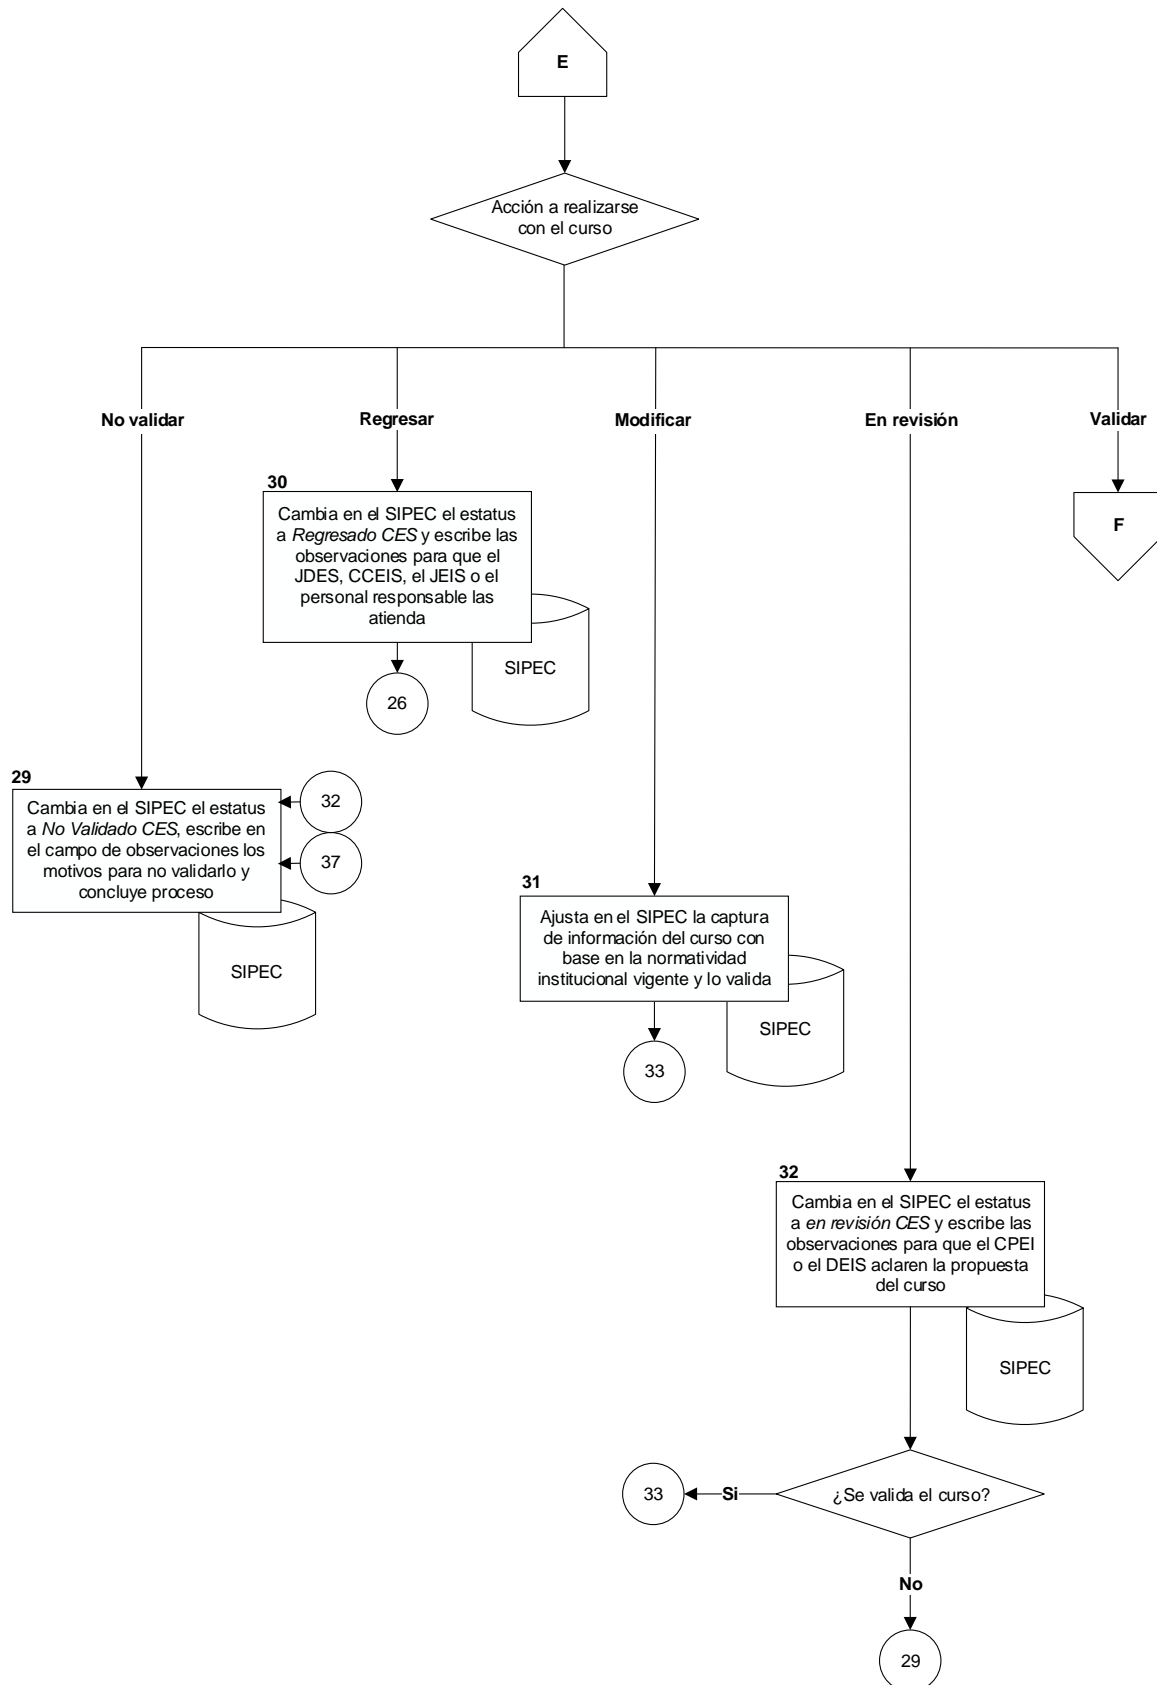 E
Acción a realizarse
con el curso
No validar
Regresar
Modificar
En revisión
Validar
30
Cambia en el SIPEC el estatus
a Regresado CES y escribe las
observaciones para que el
JDES, CCEIS, el JEIS o el
personal responsable las
atienda
SIPEC
26
F
29
Cambia en el SIPEC el estatus
a No Validado CES, escribe en
el campo de observaciones los
motivos para no validarlo y
concluye proceso
32
37
SIPEC
31
Ajusta en el SIPEC la captura
de información del curso con
base en la normatividad
institucional vigente y lo valida
SIPEC
33
32
Cambia en el SIPEC el estatus
a en revisión CES y escribe las
observaciones para que el CPEI
o el DEIS aclaren la propuesta
del curso
SIPEC
¿Se valida el curso?
Si
33
No
29